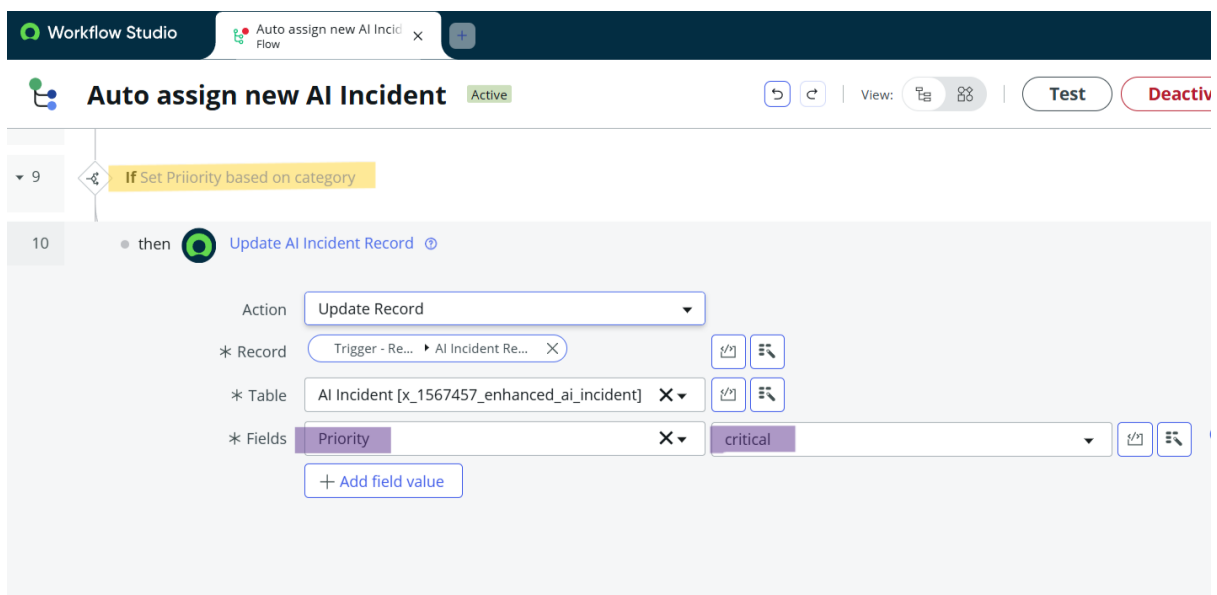 Workflow Studio
Auto assign new AI Incid
Flow
Auto assign new AI Incident
Active
View:
Test
Deactiv
9
If Set Priiority based on category
10
then
Update AI Incident Record
Action
Update Record
* Record
Trigger - Re... ▸ AI Incident Re...
* Table
AI Incident [x_1567457_enhanced_ai_incident]
* Fields
Priority
critical
+ Add field value